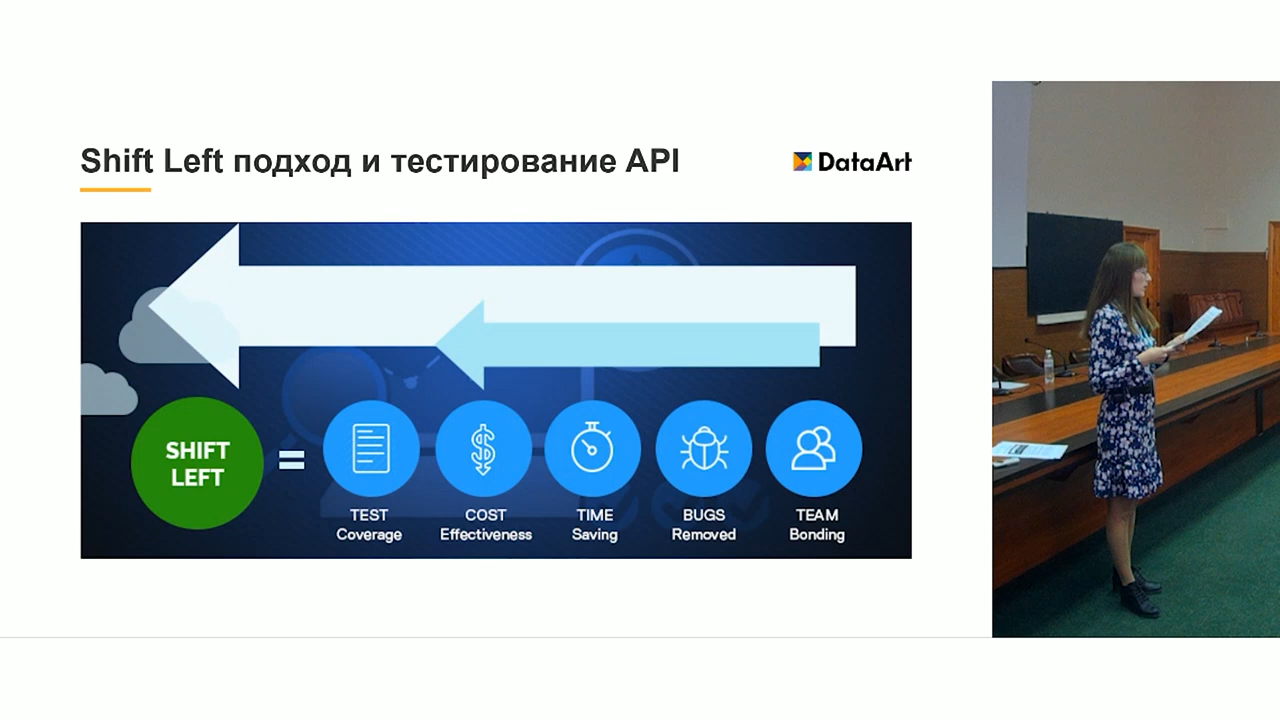 Shift Left подход и тестирование API
DataArt
SHIFT
LEFT
=
TEST
Coverage
COST
Effectiveness
TIME
Saving
BUGS
Removed
TEAM
Bonding